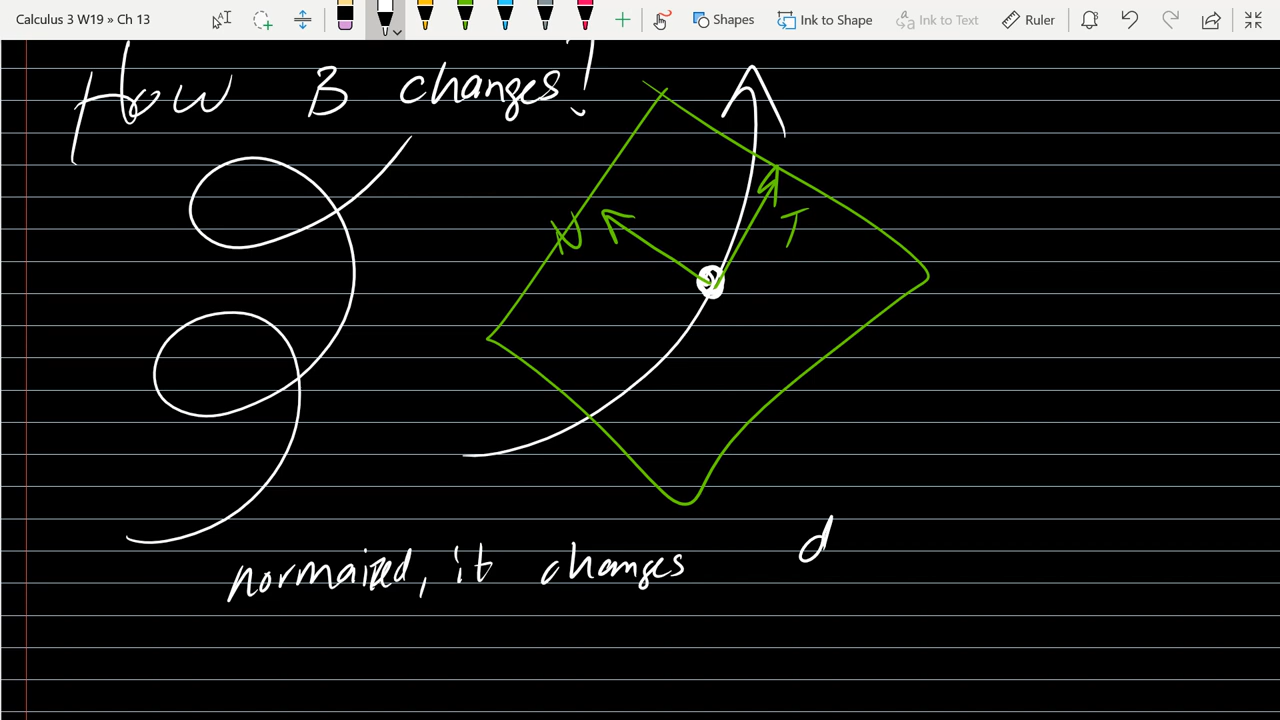 Calculus 3 W19 » Ch 13
Shapes
Ink to Shape
Ink to Text
Ruler
How B changes!
N
T
normaized, it changes d